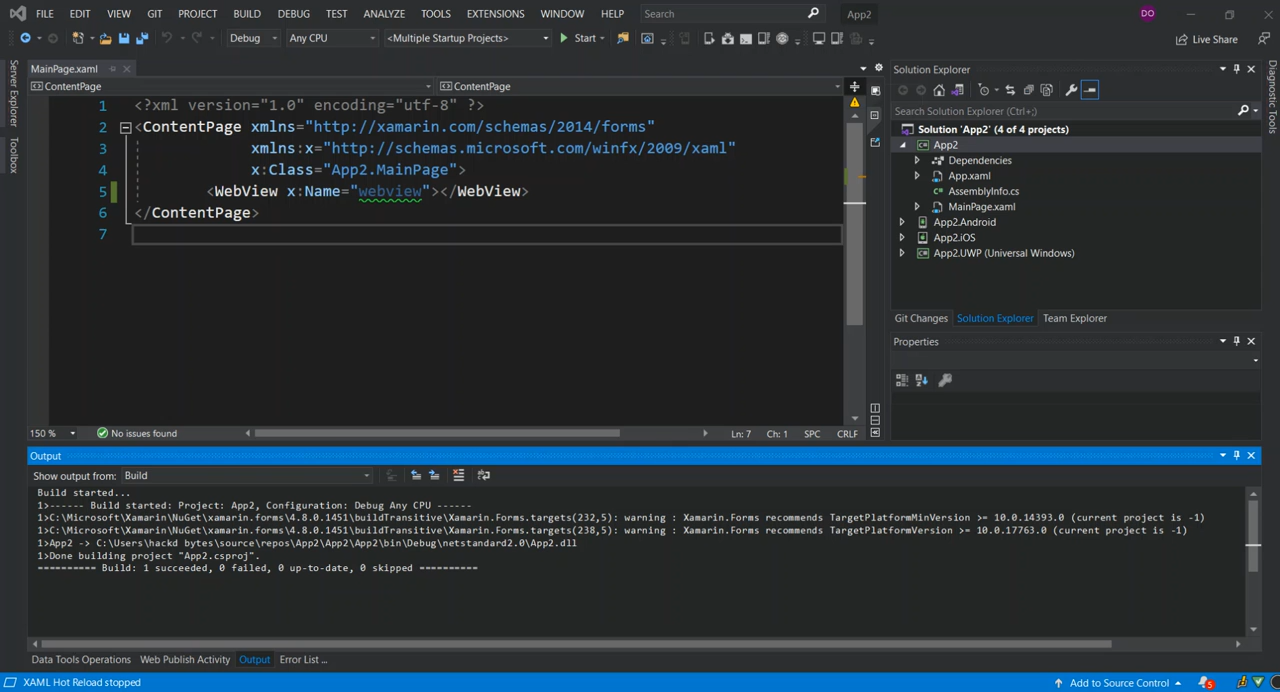 FILE EDIT VIEW GIT PROJECT BUILD DEBUG TEST ANALYZE TOOLS EXTENSIONS WINDOW HELP Search App2 DO
Debug Any CPU <Multiple Startup Projects> Start Live Share
Server Explorer
Toolbox
MainPage.xaml
ContentPage ContentPage
1 <?xml version="1.0" encoding="utf-8" ?>
2 <ContentPage xmlns="http://xamarin.com/schemas/2014/forms"
3 xmlns:x="http://schemas.microsoft.com/winfx/2009/xaml"
4 x:Class="App2.MainPage">
5 <WebView x:Name="webview"></WebView>
6 </ContentPage>
7
150 % No issues found Ln: 7 Ch: 1 SPC CRLF
Solution Explorer
Search Solution Explorer (Ctrl+;)
Solution 'App2' (4 of 4 projects)
App2
Dependencies
App.xaml
AssemblyInfo.cs
MainPage.xaml
App2.Android
App2.iOS
App2.UWP (Universal Windows)
Git Changes Solution Explorer Team Explorer
Properties
Diagnostic Tools
Output
Show output from: Build
Build started...
1>------ Build started: Project: App2, Configuration: Debug Any CPU ------
1>C:\Microsoft\Xamarin\NuGet\xamarin.forms\4.8.0.1451\buildTransitive\Xamarin.Forms.targets(232,5): warning : Xamarin.Forms recommends TargetPlatformMinVersion >= 10.0.14393.0 (current project is -1)
1>C:\Microsoft\Xamarin\NuGet\xamarin.forms\4.8.0.1451\buildTransitive\Xamarin.Forms.targets(238,5): warning : Xamarin.Forms recommends TargetPlatformVersion >= 10.0.17763.0 (current project is -1)
1>App2 -> C:\Users\hackd bytes\source\repos\App2\App2\App2\bin\Debug\netstandard2.0\App2.dll
1>Done building project "App2.csproj".
========== Build: 1 succeeded, 0 failed, 0 up-to-date, 0 skipped ==========
Data Tools Operations Web Publish Activity Output Error List ...
XAML Hot Reload stopped Add to Source Control 5